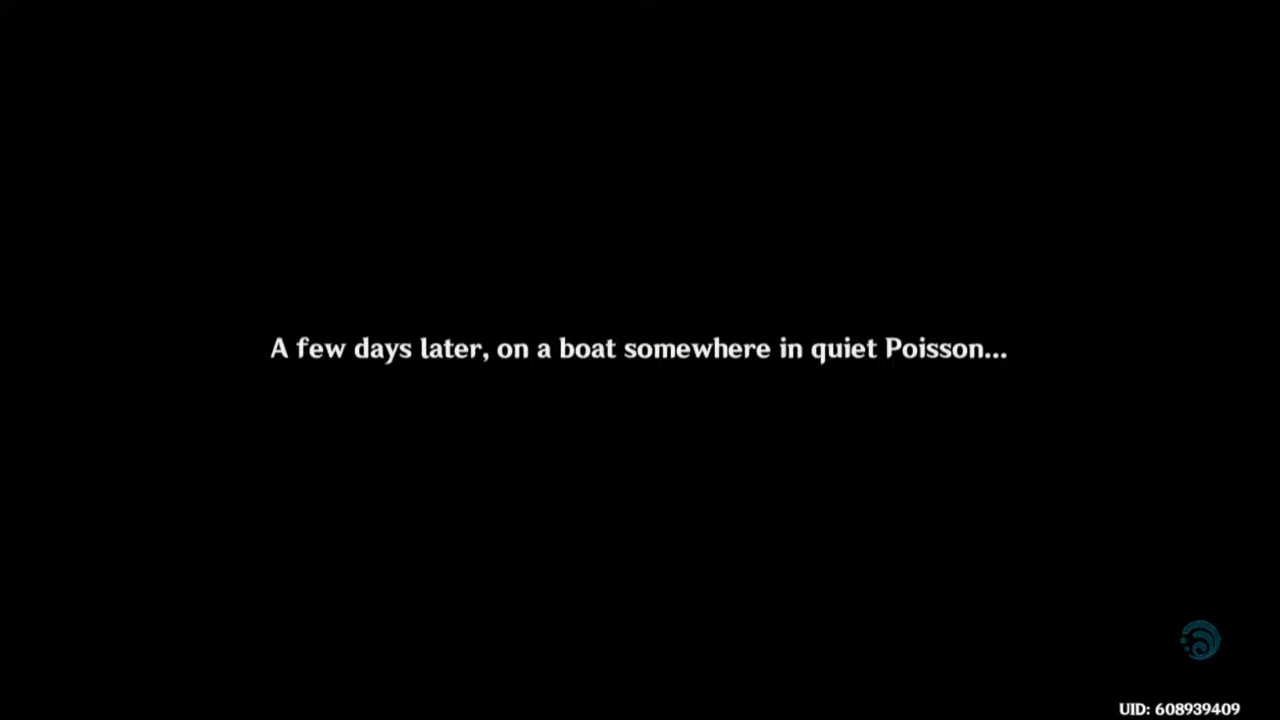 A few days later, on a boat somewhere in quiet Poisson...
UID: 608939409